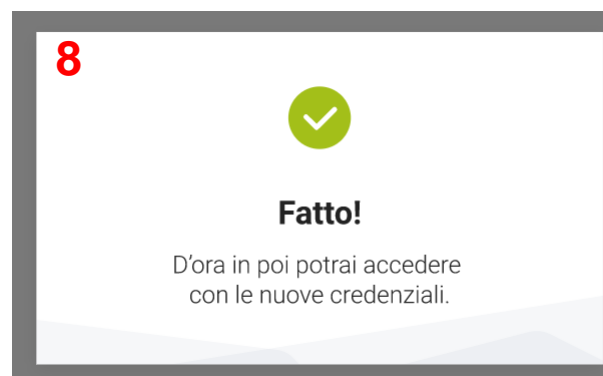 8
Fatto!
D'ora in poi potrai accedere
con le nuove credenziali.